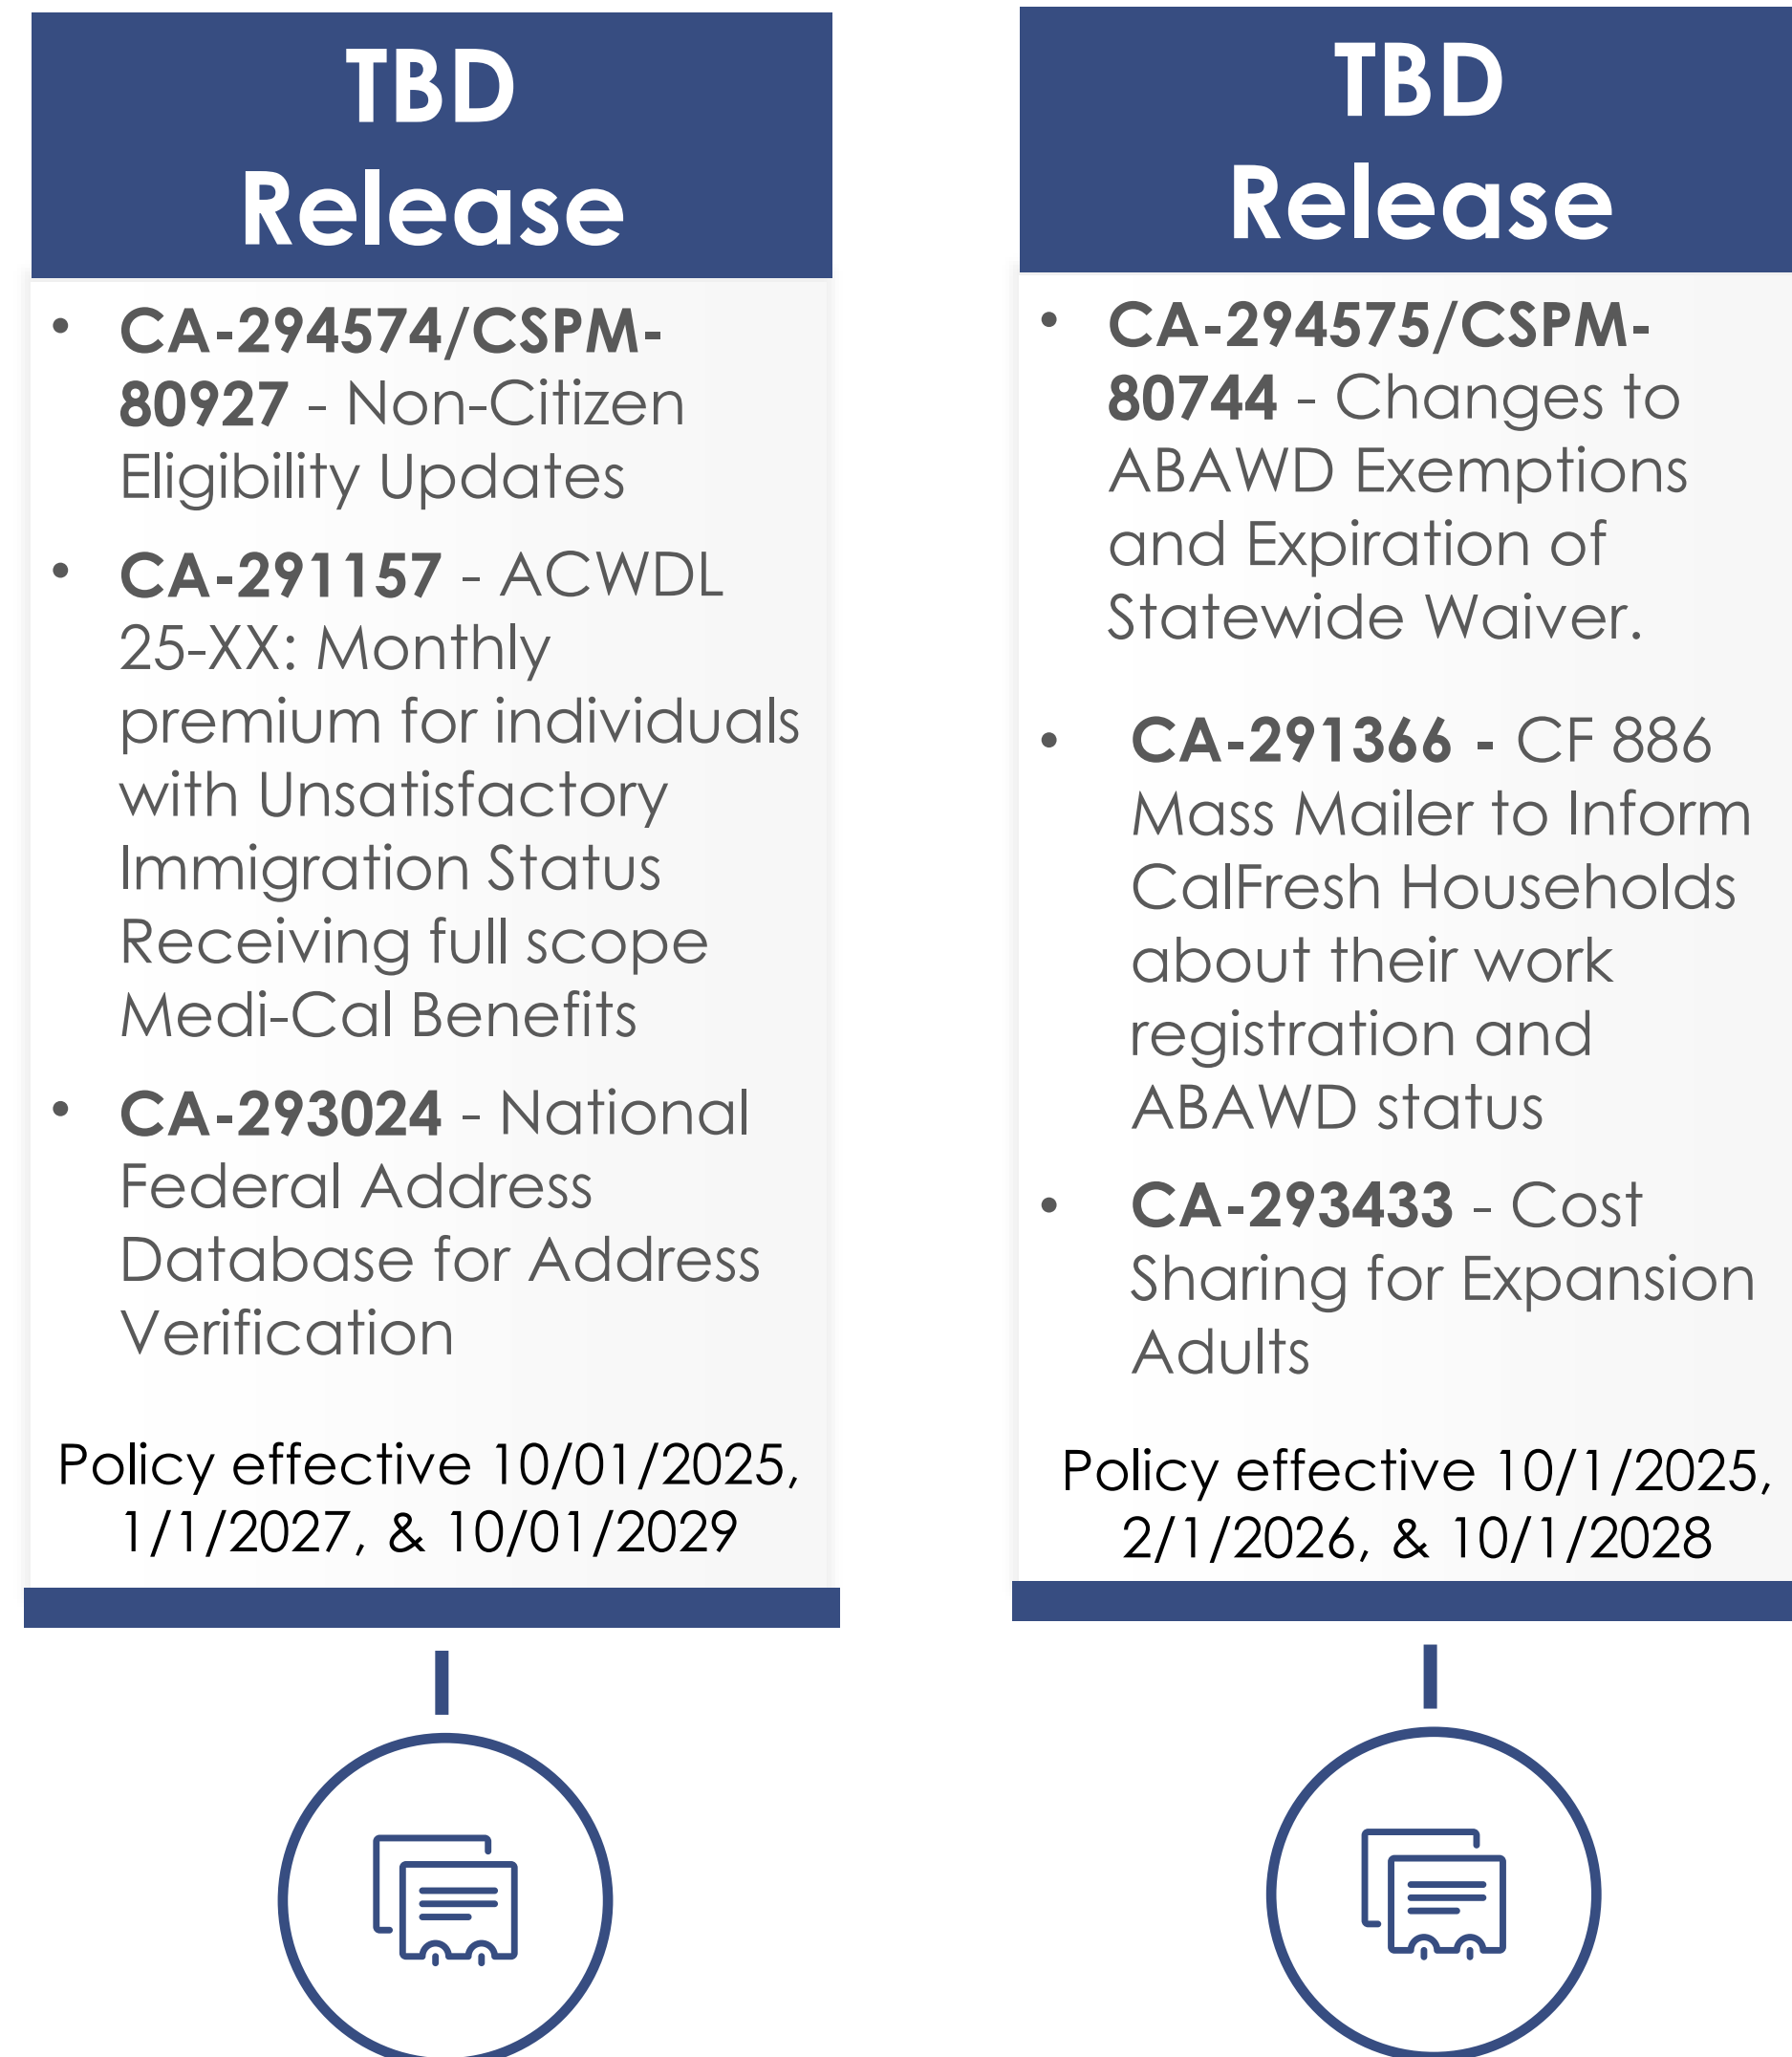 TBD
Release
• CA-294574/CSPM-
80927 - Non-Citizen
Eligibility Updates
• CA-291157 - ACWDL
25-XX: Monthly
premium for individuals
with Unsatisfactory
Immigration Status
Receiving full scope
Medi-Cal Benefits
• CA-293024 - National
Federal Address
Database for Address
Verification
Policy effective 10/01/2025,
1/1/2027, & 10/01/2029
TBD
Release
• CA-294575/CSPM-
80744 - Changes to
ABAWD Exemptions
and Expiration of
Statewide Waiver.
• CA-291366 - CF 886
Mass Mailer to Inform
CalFresh Households
about their work
registration and
ABAWD status
• CA-293433 - Cost
Sharing for Expansion
Adults
Policy effective 10/1/2025,
2/1/2026, & 10/1/2028